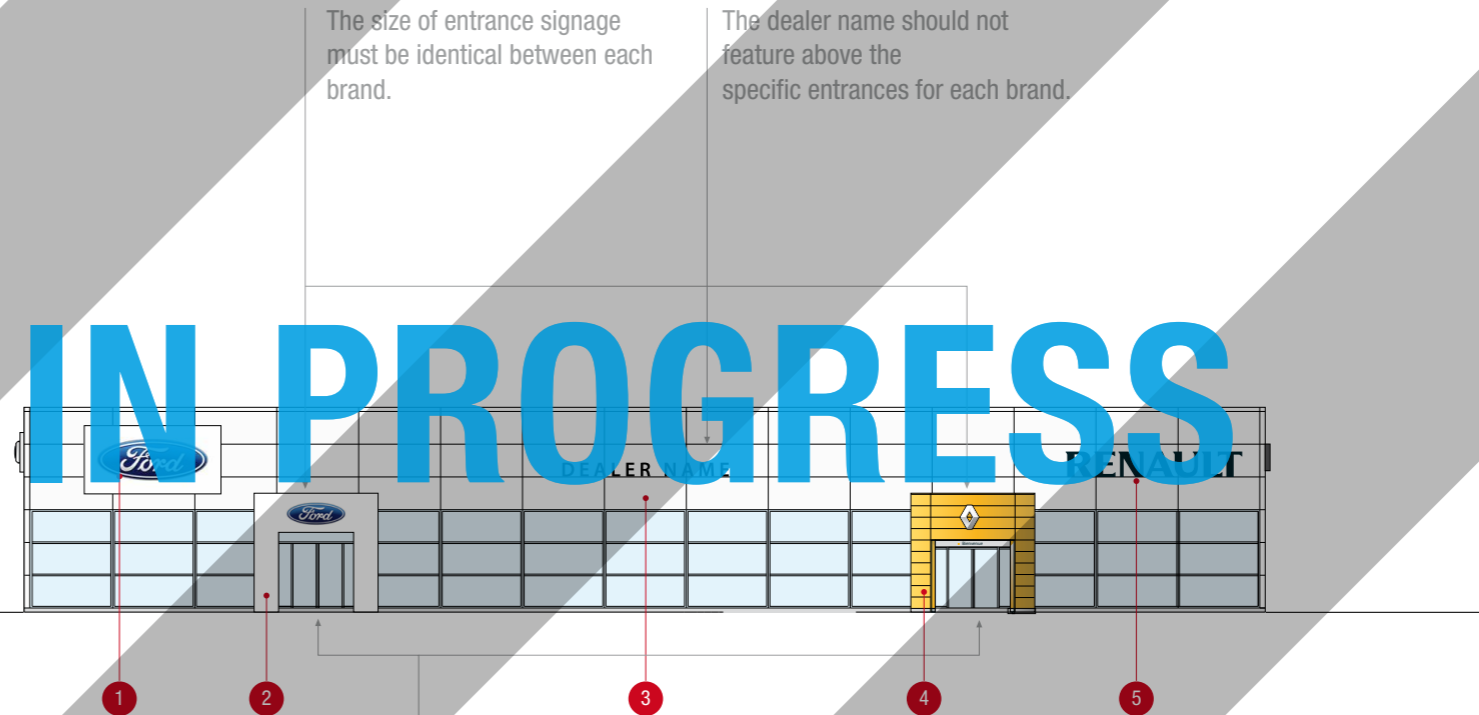 The size of entrance signage
must be identical between each
brand.
The dealer name should not
feature above the
specific entrances for each brand.
IN PROGRESS
Ford
DEALER NAME
RENAULT
Ford
Bienvenue
1
2
3
4
5